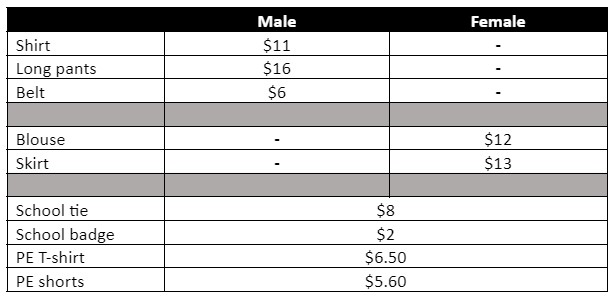 Male Female
Shirt $11 -
Long pants $16 -
Belt $6 -
Blouse - $12
Skirt - $13
School tie $8
School badge $2
PE T-shirt $6.50
PE shorts $5.60